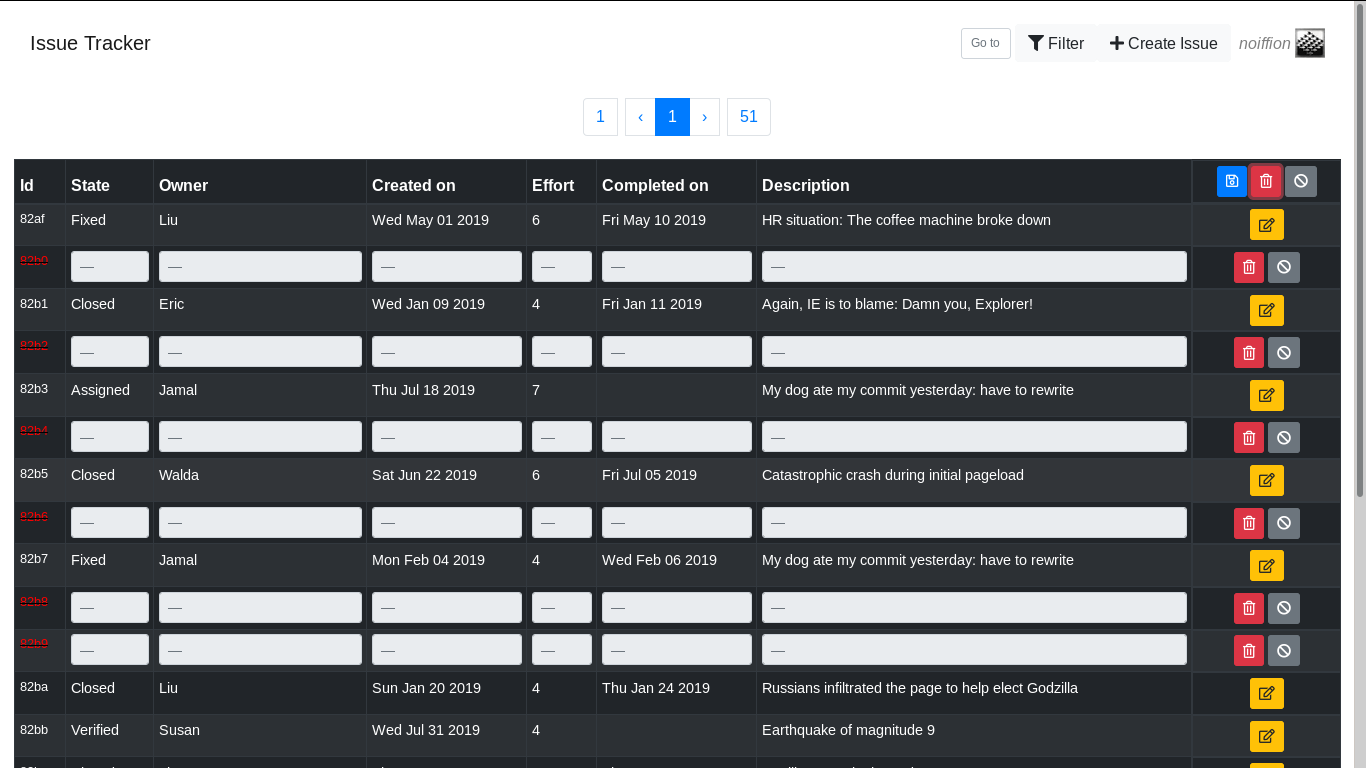 Issue Tracker
Go to Filter Create Issue noiffion
1 ‹ 1 › 51
Id State Owner Created on Effort Completed on Description
82af Fixed Liu Wed May 01 2019 6 Fri May 10 2019 HR situation: The coffee machine broke down
82b0 — — — — — —
82b1 Closed Eric Wed Jan 09 2019 4 Fri Jan 11 2019 Again, IE is to blame: Damn you, Explorer!
82b2 — — — — — —
82b3 Assigned Jamal Thu Jul 18 2019 7 My dog ate my commit yesterday: have to rewrite
82b4 — — — — — —
82b5 Closed Walda Sat Jun 22 2019 6 Fri Jul 05 2019 Catastrophic crash during initial pageload
82b6 — — — — — —
82b7 Fixed Jamal Mon Feb 04 2019 4 Wed Feb 06 2019 My dog ate my commit yesterday: have to rewrite
82b8 — — — — — —
82b9 — — — — — —
82ba Closed Liu Sun Jan 20 2019 4 Thu Jan 24 2019 Russians infiltrated the page to help elect Godzilla
82bb Verified Susan Wed Jul 31 2019 4 Earthquake of magnitude 9